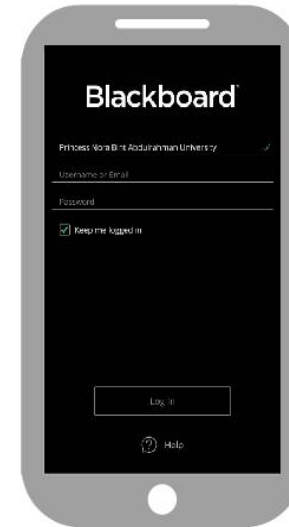 Blackboard
Princess Nora Bint Abdulrahman University
Username or Email
Password
Keep me logged in
Log In
Help